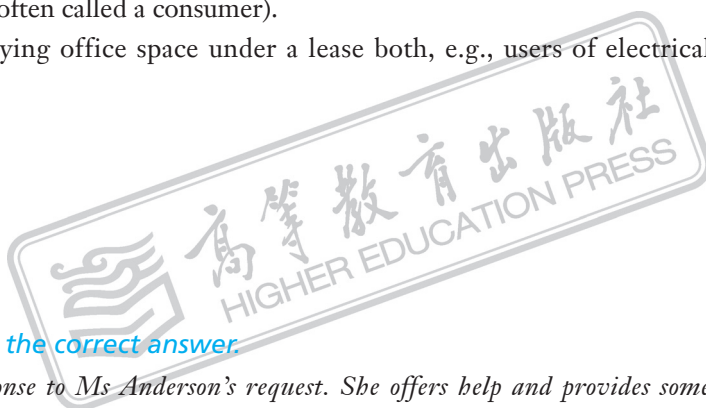 often called a consumer).
ying office space under a lease both, e.g., users of electrical
高等教育出版社
HIGHER EDUCATION PRESS
the correct answer.
onse to Ms Anderson's request. She offers help and provides some